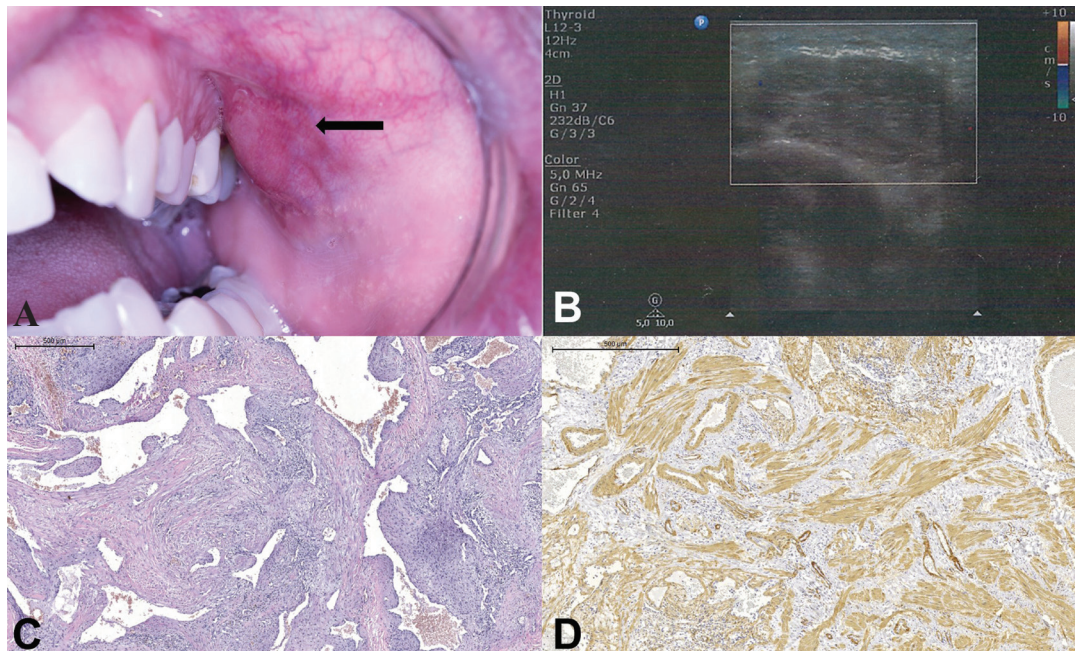 A
Thyroid
L12-3
12Hz
4cm
2D
H1
Gn 37
232dB/C6
G/3/3
Color
5,0 MHz
Gn 65
G/2/4
Filter 4
P
+10
c
m
/
s
-10
G
5,0 10,0
B
500 µm
C
500 µm
D